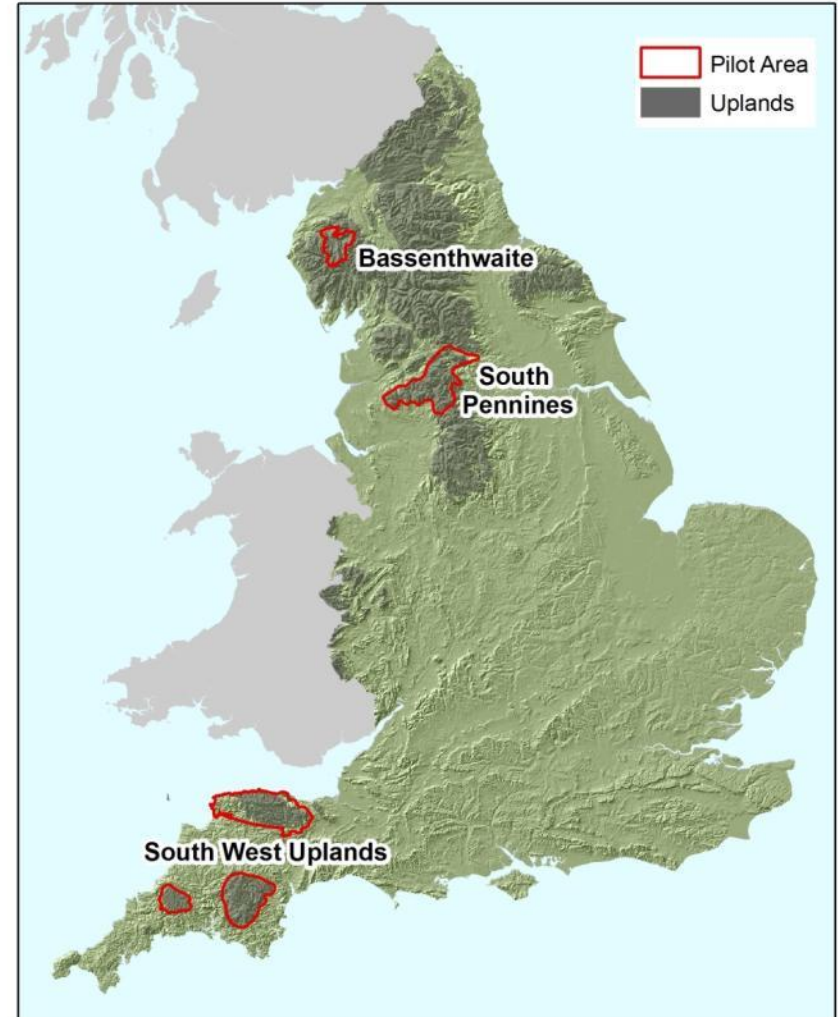 Pilot Area
Uplands
Bassenthwaite
South
Pennines
South West Uplands